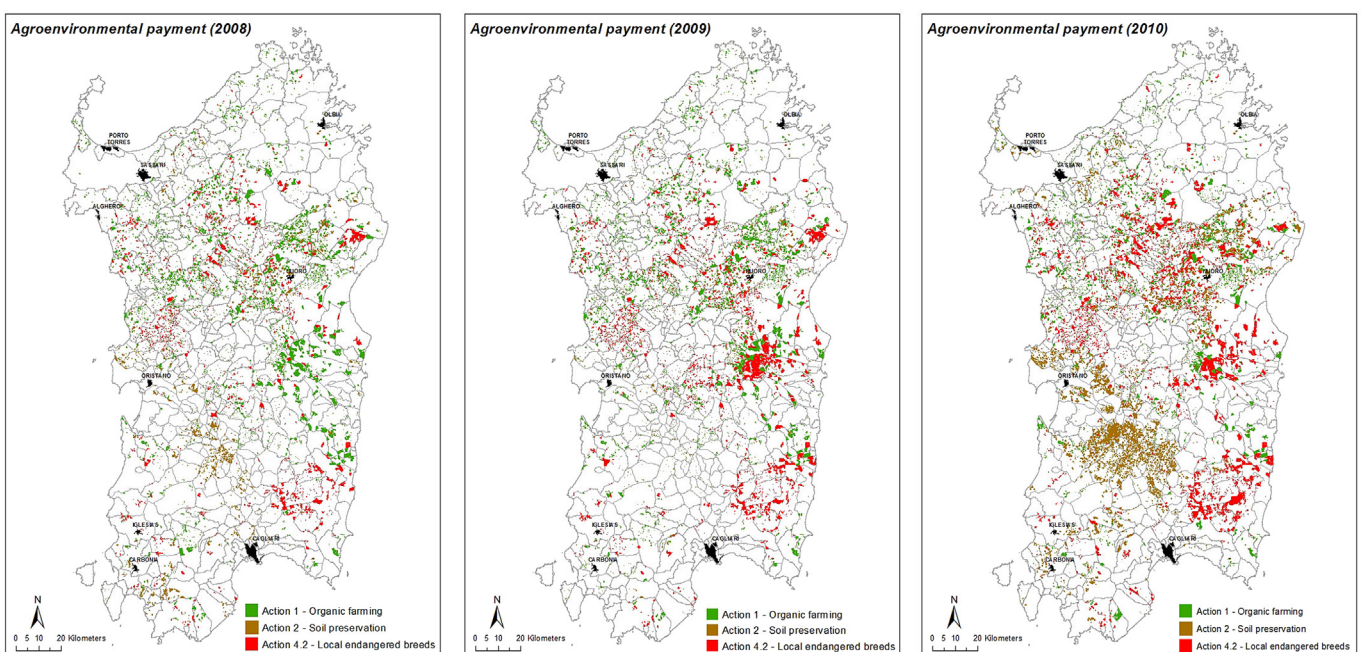 Agroenvironmental payment (2008)
OLBIA
PORTO
TORRES
SASSARI
ALGHERO
NUORO
ORISTANO
IGLESIAS
CAGLIARI
CARBONIA
N
0 5 10 20 Kilometers
Action 1 - Organic farming
Action 2 - Soil preservation
Action 4.2 - Local endangered breeds
Agroenvironmental payment (2009)
OLBIA
PORTO
TORRES
SASSARI
ALGHERO
NUORO
ORISTANO
IGLESIAS
CAGLIARI
CARBONIA
N
0 5 10 20 Kilometers
Action 1 - Organic farming
Action 2 - Soil preservation
Action 4.2 - Local endangered breeds
Agroenvironmental payment (2010)
OLBIA
PORTO
TORRES
SASSARI
ALGHERO
NUORO
ORISTANO
IGLESIAS
CAGLIARI
CARBONIA
N
0 5 10 20 Kilometers
Action 1 - Organic farming
Action 2 - Soil preservation
Action 4.2 - Local endangered breeds